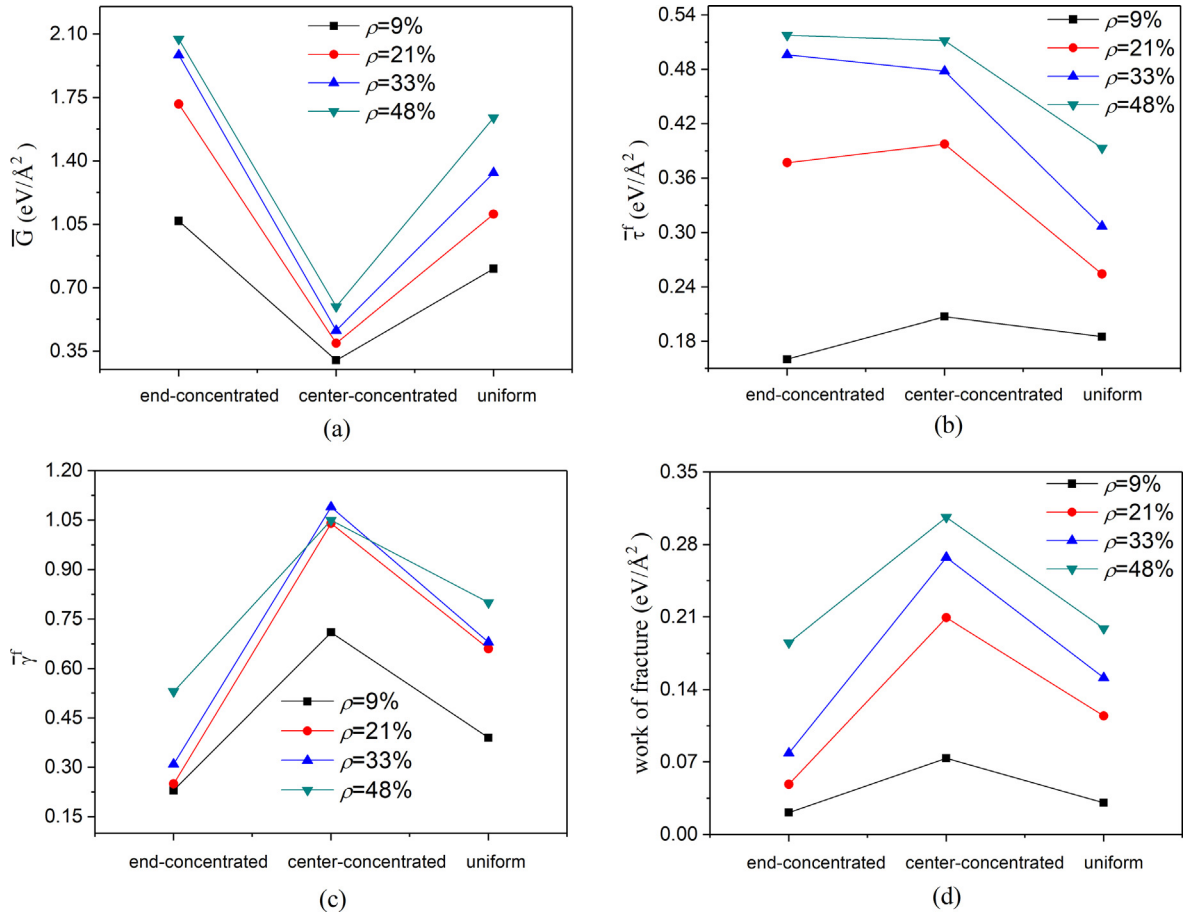 2.10
1.75
1.40
1.05
0.70
0.35
G̅ (eV/Å²)
ρ=9%
ρ=21%
ρ=33%
ρ=48%
end-concentrated center-concentrated uniform
(a)
0.54
0.48
0.42
0.36
0.30
0.24
0.18
τ̅ᶠ (eV/Å²)
ρ=9%
ρ=21%
ρ=33%
ρ=48%
end-concentrated center-concentrated uniform
(b)
1.20
1.05
0.90
0.75
0.60
0.45
0.30
0.15
γ̅ᶠ
ρ=9%
ρ=21%
ρ=33%
ρ=48%
end-concentrated center-concentrated uniform
(c)
0.35
0.28
0.21
0.14
0.07
0.00
work of fracture (eV/Å²)
ρ=9%
ρ=21%
ρ=33%
ρ=48%
end-concentrated center-concentrated uniform
(d)